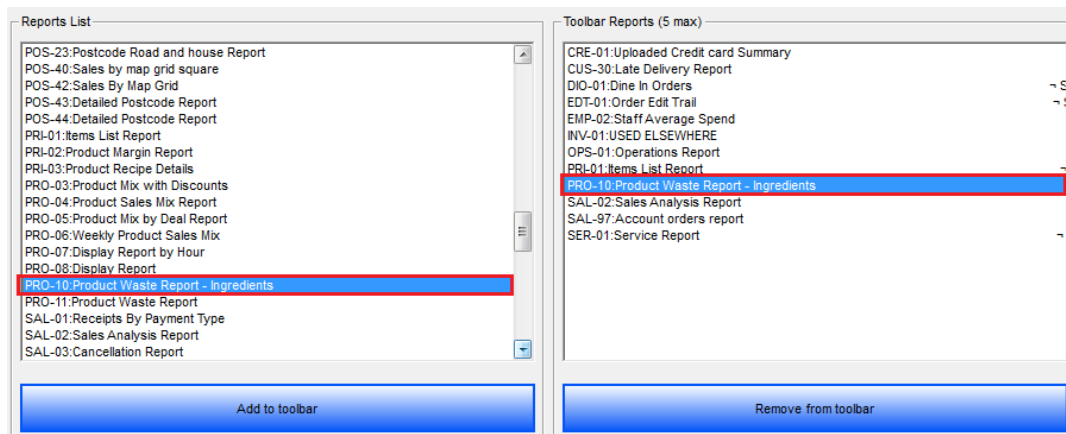 Reports List
POS-23:Postcode Road and house Report
POS-40:Sales by map grid square
POS-42:Sales By Map Grid
POS-43:Detailed Postcode Report
POS-44:Detailed Postcode Report
PRI-01:Items List Report
PRI-02:Product Margin Report
PRI-03:Product Recipe Details
PRO-03:Product Mix with Discounts
PRO-04:Product Sales Mix Report
PRO-05:Product Mix by Deal Report
PRO-06:Weekly Product Sales Mix
PRO-07:Display Report by Hour
PRO-08:Display Report
PRO-10:Product Waste Report - Ingredients
PRO-11:Product Waste Report
SAL-01:Receipts By Payment Type
SAL-02:Sales Analysis Report
SAL-03:Cancellation Report
Add to toolbar
Toolbar Reports (5 max)
CRE-01:Uploaded Credit card Summary
CUS-30:Late Delivery Report
DIO-01:Dine In Orders ¬ S
EDT-01:Order Edit Trail ¬ S
EMP-02:Staff Average Spend
INV-01:USED ELSEWHERE
OPS-01:Operations Report
PRI-01:Items List Report ¬
PRO-10:Product Waste Report - Ingredients
SAL-02:Sales Analysis Report
SAL-97:Account orders report
SER-01:Service Report ¬
Remove from toolbar